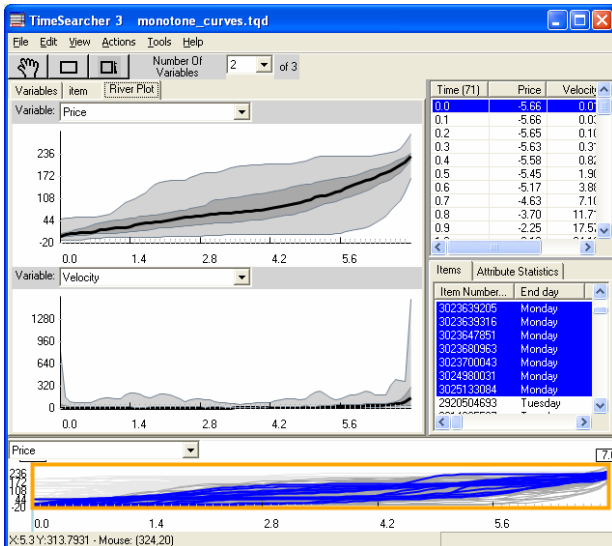 TimeSearcher 3 monotone_curves.tqd
File Edit View Actions Tools Help
Number Of Variables 2 of 3
Variables item River Plot
Variable: Price
236
172
108
44
-20
0.0 1.4 2.8 4.2 5.6
Variable: Velocity
1280
960
640
320
0
0.0 1.4 2.8 4.2 5.6
Time (71) Price Velocity
0.0 -5.66 0.01
0.1 -5.66
0.2 -5.65 0.10
0.3 -5.63
0.4 -5.58 0.82
0.5 -5.45 1.90
0.6 -5.17 3.88
0.7 -4.63 7.10
0.8 -3.70 11.71
0.9 -2.25 17.57
Items Attribute Statistics
Item Number... End day
3023639205 Monday
3023639316 Monday
3023647851 Monday
3023680963 Monday
3023700043 Monday
3024980031 Monday
3025133084 Monday
2920504693 Tuesday
Price
7.0
236
172
108
44
-20
0.0 1.4 2.8 4.2 5.6
X:5.3 Y:313.7931 - Mouse: (324,20)